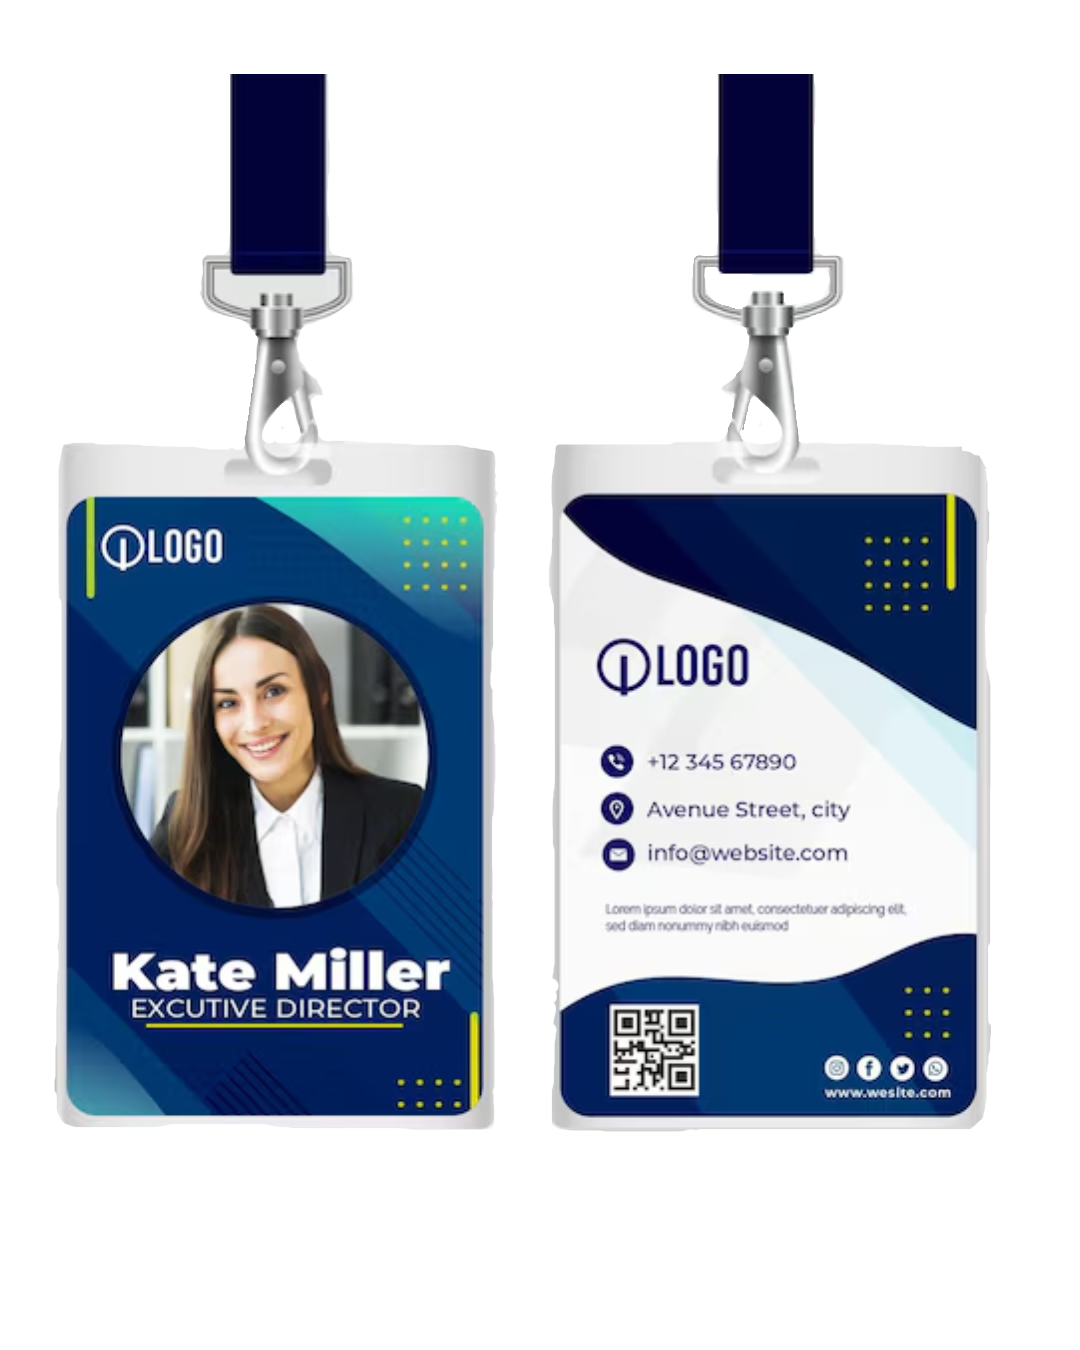 LOGO
Kate Miller
EXCUTIVE DIRECTOR
LOGO
+12 345 67890
Avenue Street, city
info@website.com
Lorem ipsum dolor sit amet, consectetuer adipiscing elit,
sed diam nonummy nibh euismod
www.wesite.com